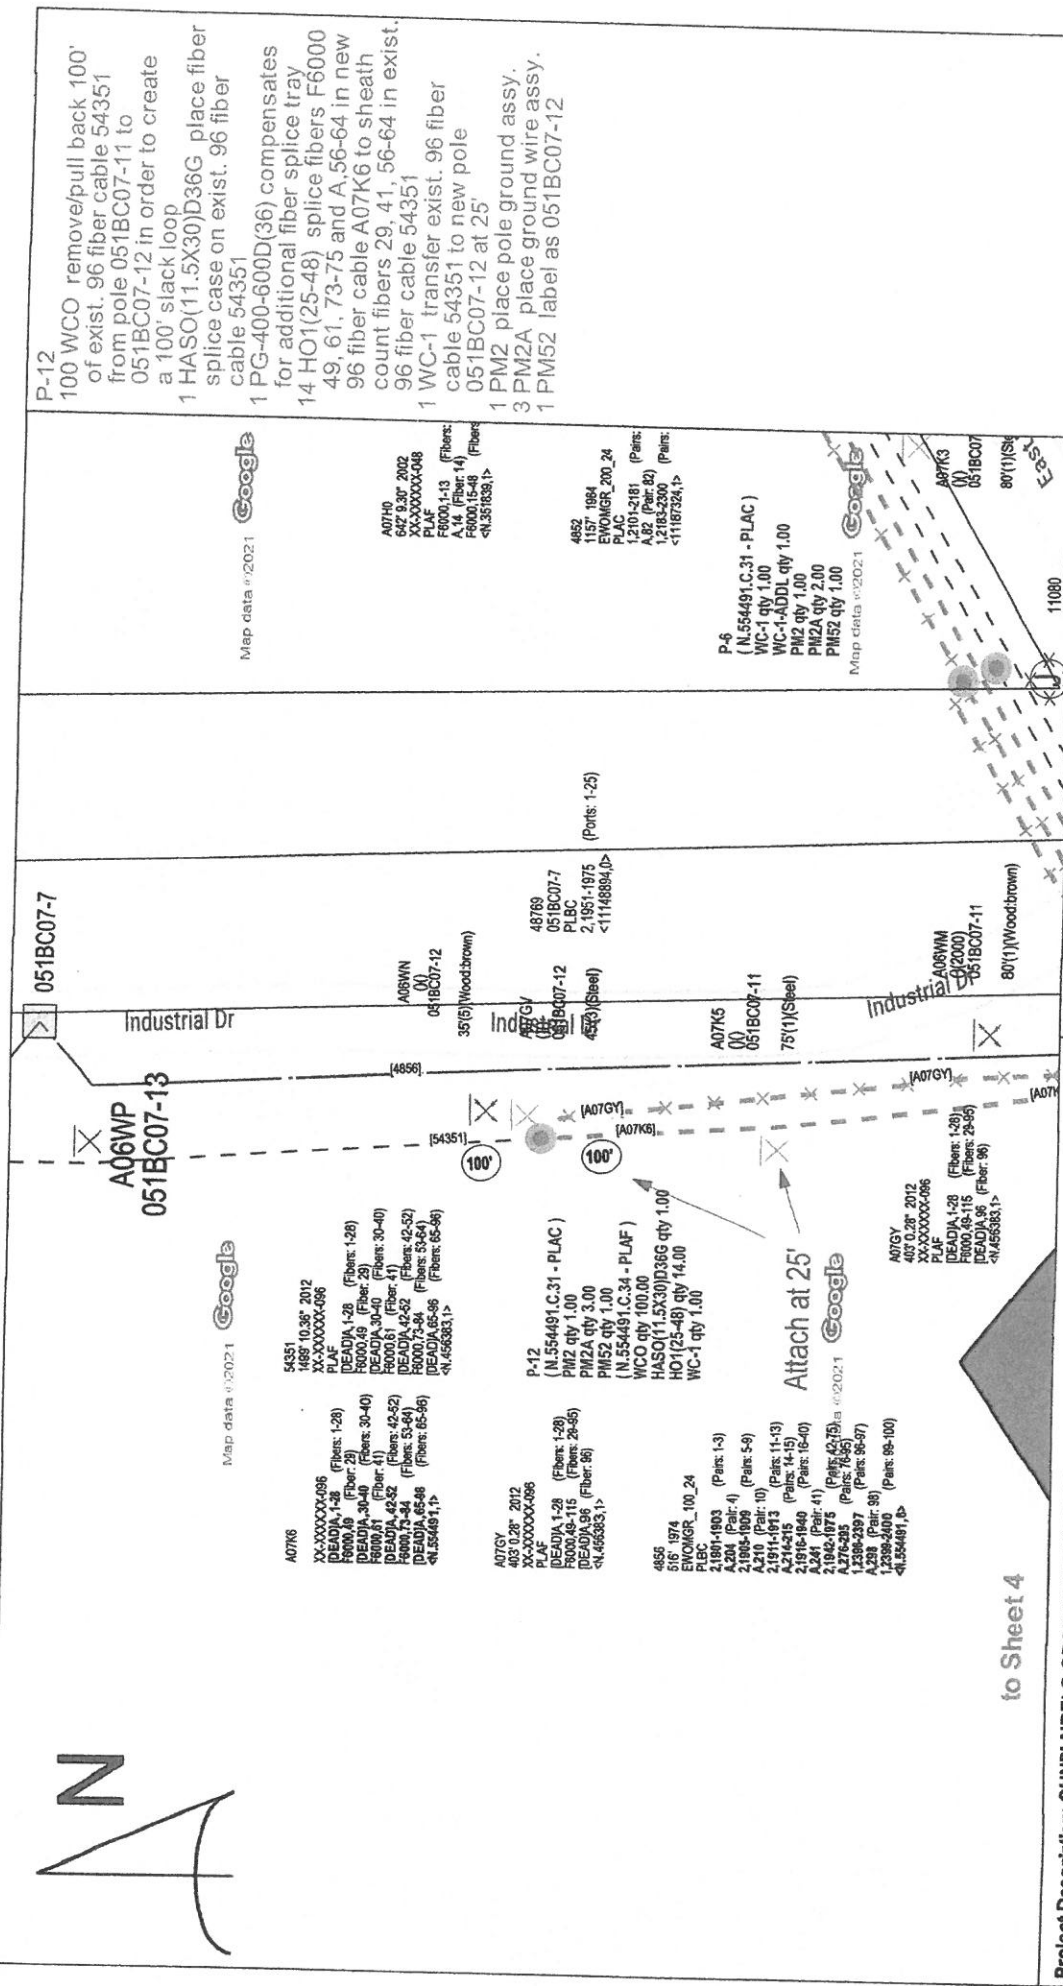 P-12
100 WCO remove/pull back 100'
of exist. 96 fiber cable 54351
from pole 051BC07-11 to
051BC07-12 in order to create
a 100' slack loop
1 HASO(11.5X30)D36G place fiber
splice case on exist. 96 fiber
cable 54351
1 PG-400-600D(36) compensates
for additional fiber splice tray
14 HO1(25-48) splice fibers F6000
49, 61, 73-75 and A,56-64 in new
96 fiber cable A07K6 to sheath
count fibers 29, 41, 56-64 in exist.
96 fiber cable 54351
1 WC-1 transfer exist. 96 fiber
cable 54351 to new pole
051BC07-12 at 25'
1 PM2 place pole ground assy.
3 PM2A place ground wire assy.
1 PM52 label as 051BC07-12
Map data ©2021 Google
A07H0
642' 9.30" 2002
XX-XXXXXX-048
PLAF
F6000,1-13 (Fibers:
A,14 (Fiber: 14)
F6000,15-48 (Fibers
<N.351839,1>
4852
1157' 1984
EWOMGR_200_24
PLAC
1,2101-2181 (Pairs:
A,82 (Pair: 82)
1,2183-2300 (Pairs:
<11187324,1>
P-6
( N.554491.C.31 - PLAC )
WC-1 qty 1.00
WC-1-ADDL qty 1.00
PM2 qty 1.00
PM2A qty 2.00
PM52 qty 1.00
Map data ©2021 Google
A07K3
()()
051BC07
80'(1)(Ste
East
11080
051BC07-7
Industrial Dr
A06WN
()()
051BC07-12
35'(5)(Wood:brown)
48769
051BC07-7
PLBC
2,1951-1975 (Ports: 1-25)
<11148894,0>
A07GV
051BC07-12
45'(3)(Steel)
A07K5
()()
051BC07-11
75'(1)(Steel)
Industrial Dr
A06WM
()(2000)
051BC07-11
80'(1)(Wood:brown)
A06WP
051BC07-13
[4856]
[54351]
100'
[A07GY]
[A07K6]
100'
[A07GY]
[A07K
N
Map data ©2021 Google
54351
1499' 10.36" 2012
XX-XXXXXX-096
PLAF
[DEAD]A,1-28 (Fibers: 1-28)
F6000,49 (Fiber: 29)
[DEAD]A,30-40 (Fibers: 30-40)
F6000,61 (Fiber: 41)
[DEAD]A,42-52 (Fibers: 42-52)
F6000,73-84 (Fibers: 53-64)
[DEAD]A,65-96 (Fibers: 65-96)
<N.456383,1>
A07K6
XX-XXXXXX-096
[DEAD]A,1-28 (Fibers: 1-28)
F6000,49 (Fiber: 29)
[DEAD]A,30-40 (Fibers: 30-40)
F6000,61 (Fiber: 41)
[DEAD]A,42-52 (Fibers: 42-52)
F6000,73-84 (Fibers: 53-64)
[DEAD]A,65-96 (Fibers: 65-96)
<N.554491,1>
P-12
( N.554491.C.31 - PLAC )
PM2 qty 1.00
PM2A qty 3.00
PM52 qty 1.00
( N.554491.C.34 - PLAF )
WCO qty 100.00
HASO(11.5X30)D36G qty 1.00
HO1(25-48) qty 14.00
WC-1 qty 1.00
A07GY
403' 0.28" 2012
XX-XXXXXX-096
PLAF
[DEAD]A,1-28 (Fibers: 1-28)
F6000,49-115 (Fibers: 29-95)
[DEAD]A,96 (Fiber: 96)
<N.456383,1>
Attach at 25'
©2021 Google
4856
516' 1974
EWOMGR_100_24
PLBC
2,1901-1903 (Pairs: 1-3)
A,204 (Pair: 4)
2,1905-1909 (Pairs: 5-9)
A,210 (Pair: 10)
2,1911-1913 (Pairs: 11-13)
A,214-215 (Pairs: 14-15)
2,1916-1940 (Pairs: 16-40)
A,241 (Pair: 41)
2,1942-1975 (Pairs: 42-75)
A,276-295 (Pairs: 76-95)
1,2396-2397 (Pairs: 96-97)
A,298 (Pair: 98)
1,2399-2400 (Pairs: 99-100)
<N.554491,6>
A07GY
403' 0.28" 2012
XX-XXXXXX-096
PLAF
[DEAD]A,1-28 (Fibers: 1-28)
F6000,49-115 (Fibers: 29-95)
[DEAD]A,96 (Fiber: 96)
<N.456383,1>
to Sheet 4